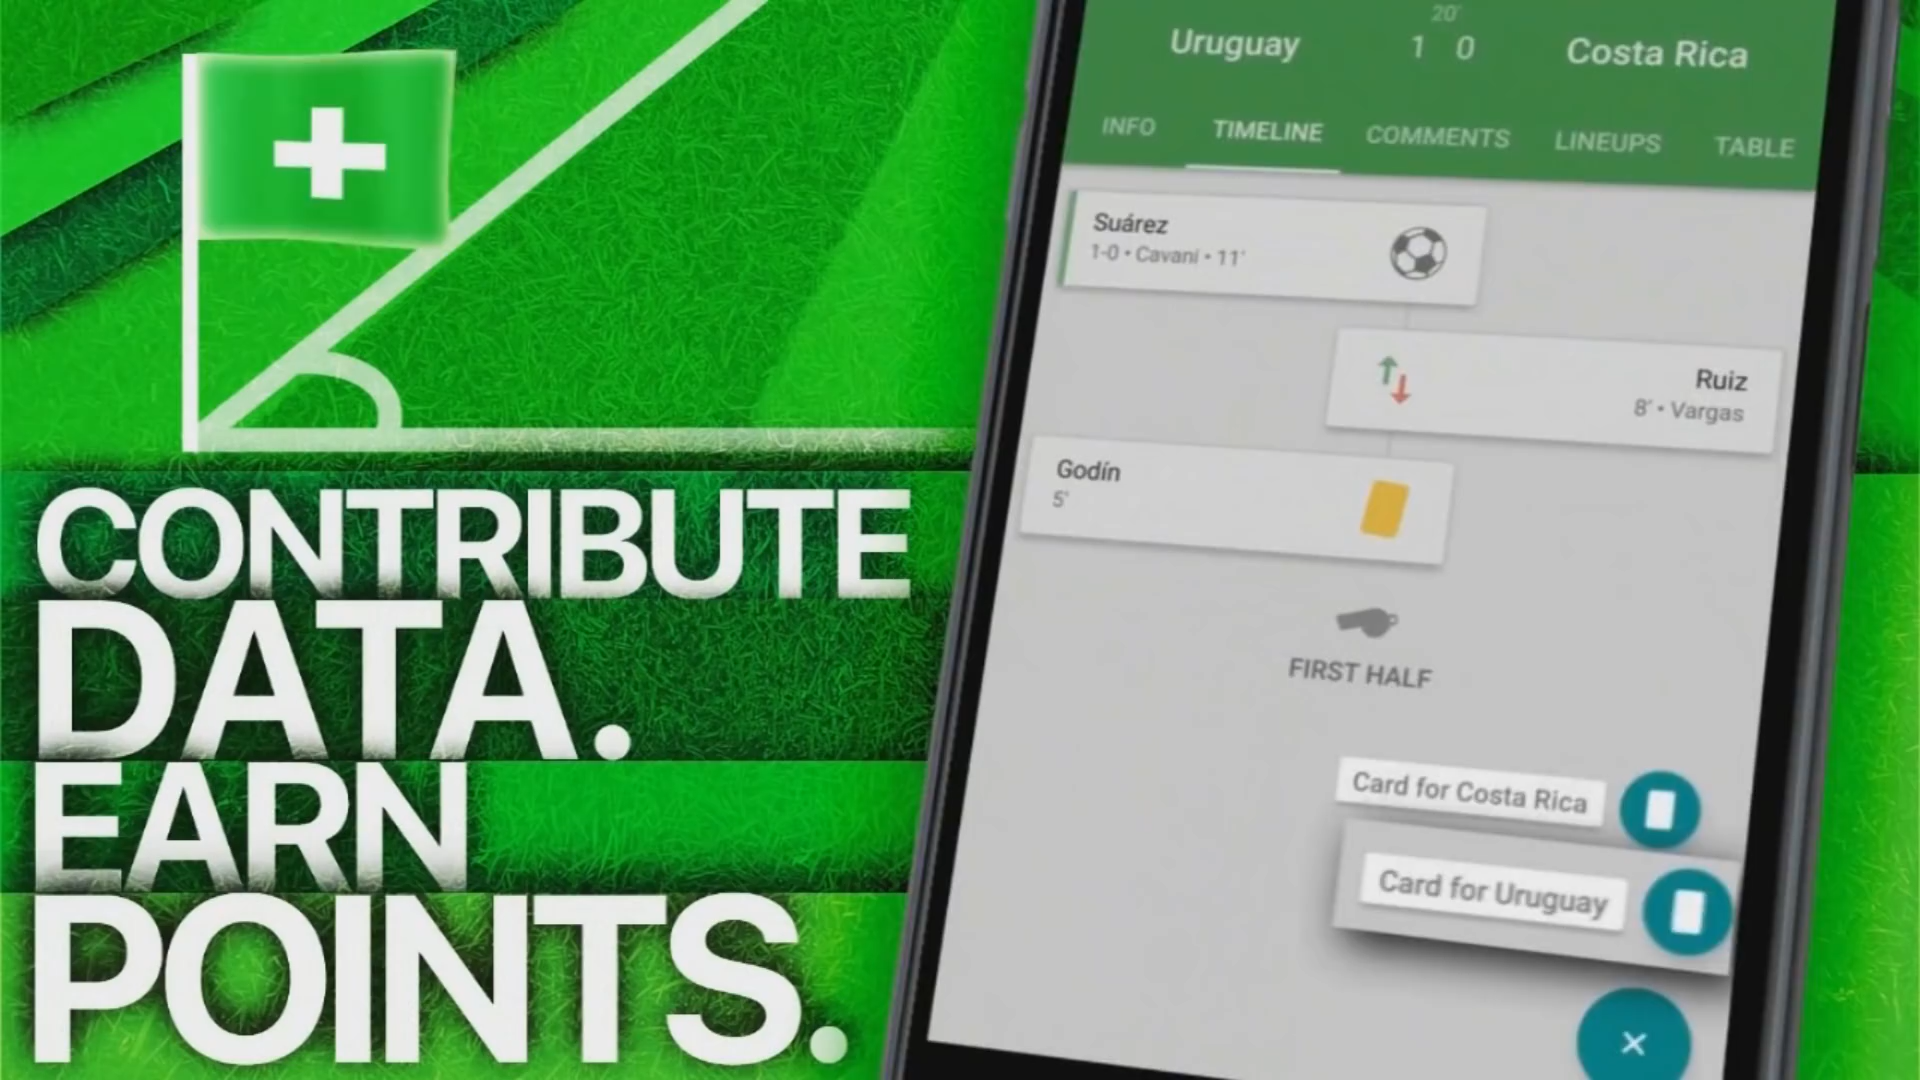 CONTRIBUTE
DATA.
EARN
POINTS.
20'
Uruguay 1 0 Costa Rica
INFO TIMELINE COMMENTS LINEUPS TABLE
Suárez
1-0 • Cavani • 11'
Ruiz
8' • Vargas
Godín
5'
FIRST HALF
Card for Costa Rica
Card for Uruguay